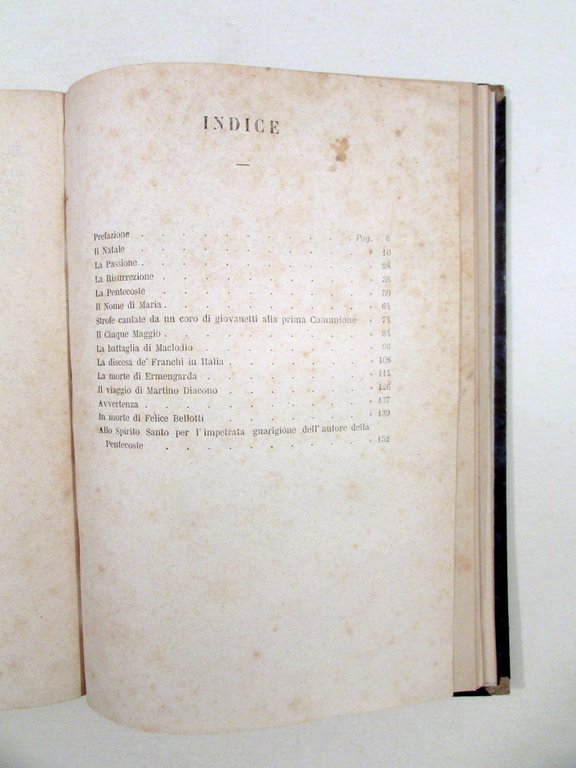 INDICE
Prefazione . . . . . . . . . . Pag. 6
Il Natale . . . . . . . . . . 16
La Passione . . . . . . . . . . 28
La Risurrezione . . . . . . . . . . 38
La Pentecoste . . . . . . . . . . 50
Il Nome di Maria . . . . . . . . . . 64
Strofe cantate da un coro di giovanetti alla prima Comunione . 74
Il Cinque Maggio . . . . . . . . . . 84
La battaglia di Maclodio . . . . . . . . 96
La discesa de' Franchi in Italia . . . . . . . 108
La morte di Ermengarda . . . . . . . . 114
Il viaggio di Martino Diacono . . . . . . . 126
Avvertenza . . . . . . . . . . 137
In morte di Felice Bellotti . . . . . . . . 139
Allo Spirito Santo per l'impetrata guarigione dell'autore della
Pentecoste . . . . . . . . . . 152